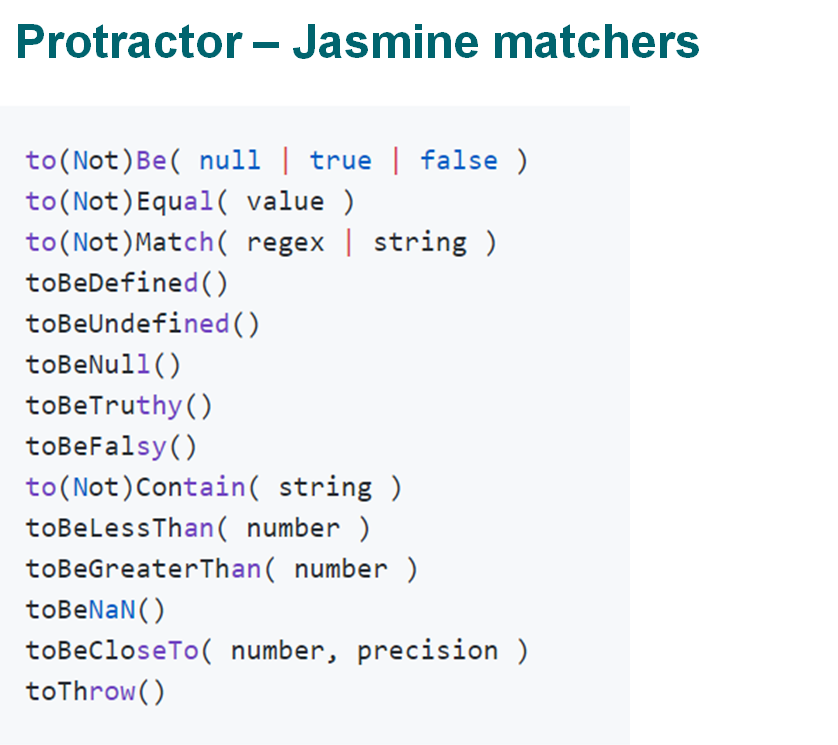 Protractor – Jasmine matchers
to(Not)Be( null | true | false )
to(Not)Equal( value )
to(Not)Match( regex | string )
toBeDefined()
toBeUndefined()
toBeNull()
toBeTruthy()
toBeFalsy()
to(Not)Contain( string )
toBeLessThan( number )
toBeGreaterThan( number )
toBeNaN()
toBeCloseTo( number, precision )
toThrow()